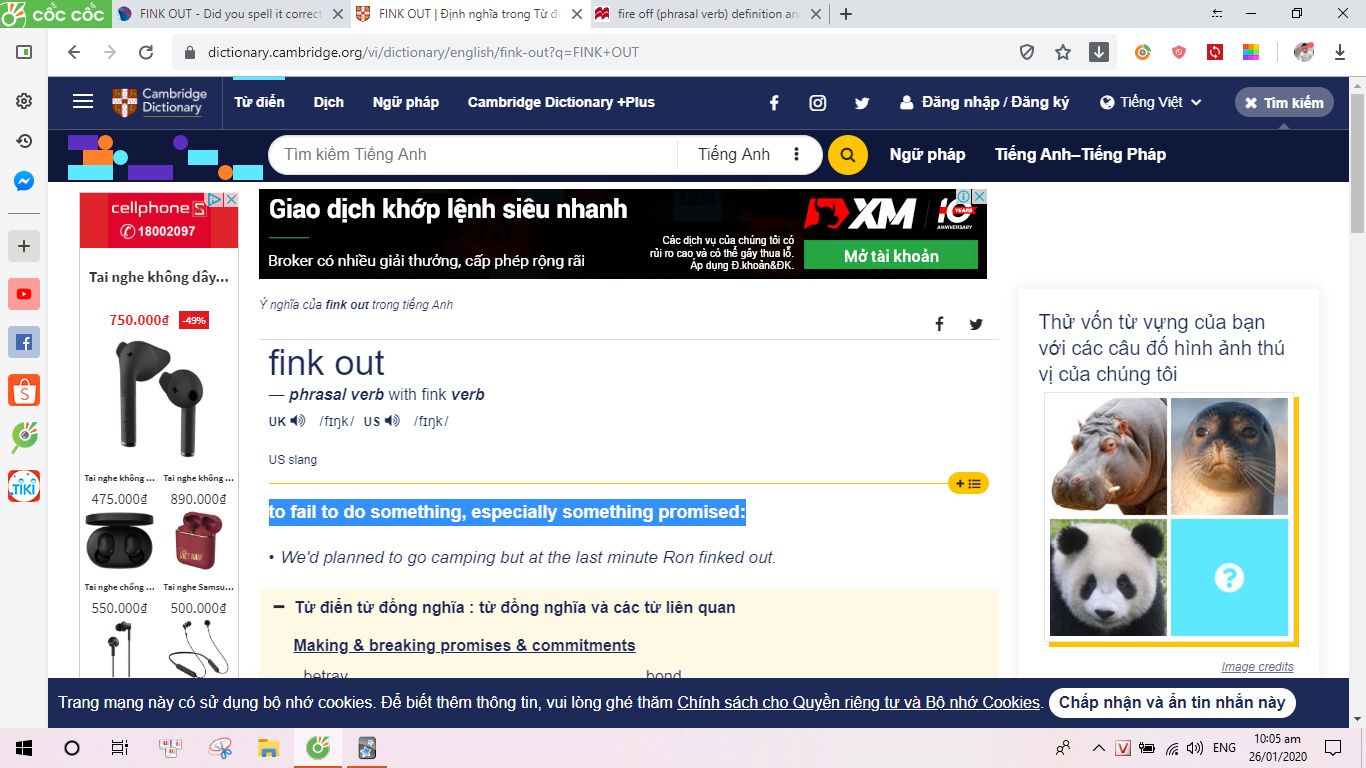 cốc cốc
FINK OUT - Did you spell it correct
FINK OUT | Định nghĩa trong Từ đi
fire off (phrasal verb) definition and
dictionary.cambridge.org/vi/dictionary/english/fink-out?q=FINK+OUT
Cambridge
Dictionary
Từ điển
Dịch
Ngữ pháp
Cambridge Dictionary +Plus
Đăng nhập / Đăng ký
Tiếng Việt
Tìm kiếm
Tìm kiếm Tiếng Anh
Tiếng Anh
Ngữ pháp
Tiếng Anh–Tiếng Pháp
cellphoneS
18002097
Tai nghe không dây...
750.000₫
-49%
Tai nghe không ...
Tai nghe không ...
475.000₫
890.000₫
VIỆT NAM
Tai nghe chống ...
Tai nghe Samsu...
550.000₫
500.000₫
TIKI
Giao dịch khớp lệnh siêu nhanh
Broker có nhiều giải thưởng, cấp phép rộng rãi
Các dịch vụ của chúng tôi có
rủi ro cao và có thể gây thua lỗ.
Áp dụng Đ.khoản&ĐK.
XM
10
YEARS
ANNIVERSARY
Mở tài khoản
Ý nghĩa của fink out trong tiếng Anh
fink out
— phrasal verb with fink verb
UK /fɪŋk/ US /fɪŋk/
US slang
to fail to do something, especially something promised:
• We'd planned to go camping but at the last minute Ron finked out.
Từ điển từ đồng nghĩa : từ đồng nghĩa và các từ liên quan
Making & breaking promises & commitments
betray
bond
Thử vốn từ vựng của bạn
với các câu đố hình ảnh thú
vị của chúng tôi
?
Image credits
Trang mạng này có sử dụng bộ nhớ cookies. Để biết thêm thông tin, vui lòng ghé thăm Chính sách cho Quyền riêng tư và Bộ nhớ Cookies.
Chấp nhận và ẩn tin nhắn này
V
ENG
10:05 am
26/01/2020